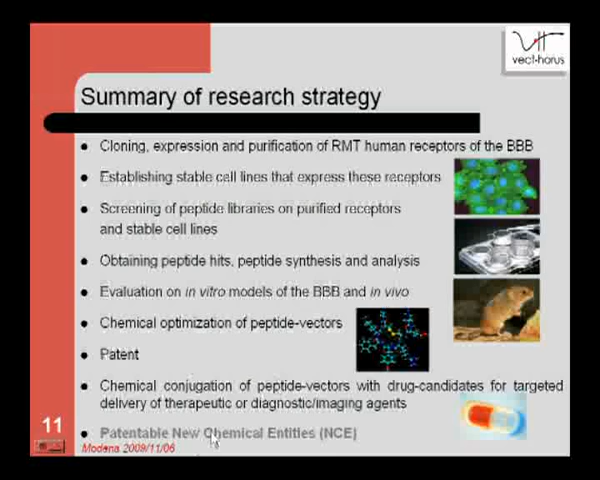 vect-horus
Summary of research strategy
Cloning, expression and purification of RMT human receptors of the BBB
Establishing stable cell lines that express these receptors
Screening of peptide libraries on purified receptors
and stable cell lines
Obtaining peptide hits, peptide synthesis and analysis
Evaluation on in vitro models of the BBB and in vivo
Chemical optimization of peptide-vectors
Patent
Chemical conjugation of peptide-vectors with drug-candidates for targeted
delivery of therapeutic or diagnostic/imaging agents
11
Patentable New Chemical Entities (NCE)
Modena 2009/11/06